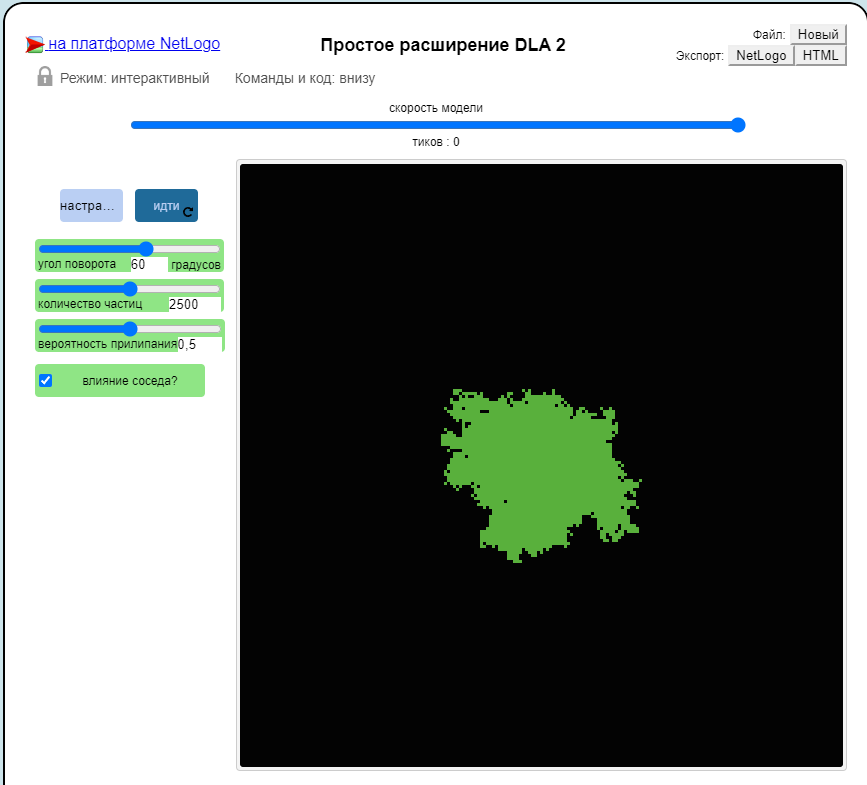 на платформе NetLogo
Простое расширение DLA 2
Файл: Новый
Экспорт: NetLogo HTML
Режим: интерактивный Команды и код: внизу
скорость модели
тиков : 0
настра...
идти
угол поворота 60 градусов
количество частиц 2500
вероятность прилипания 0,5
влияние соседа?